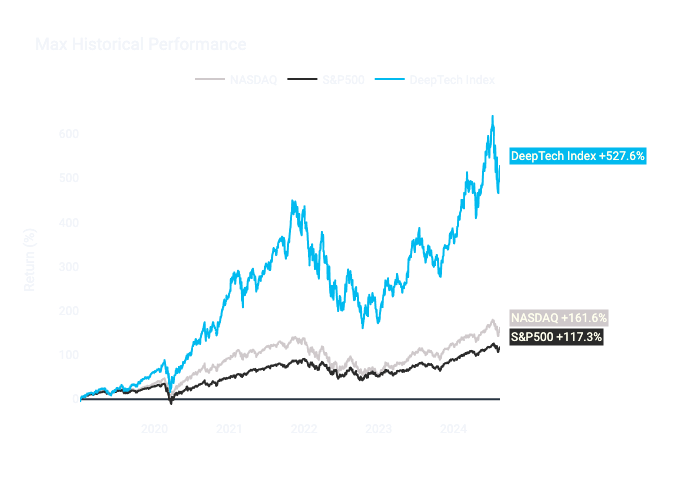 Max Historical Performance
NASDAQ S&P500 DeepTech Index
600
500
400
300
200
100
Return (%)
DeepTech Index +527.6%
NASDAQ +161.6%
S&P500 +117.3%
2020 2021 2022 2023 2024